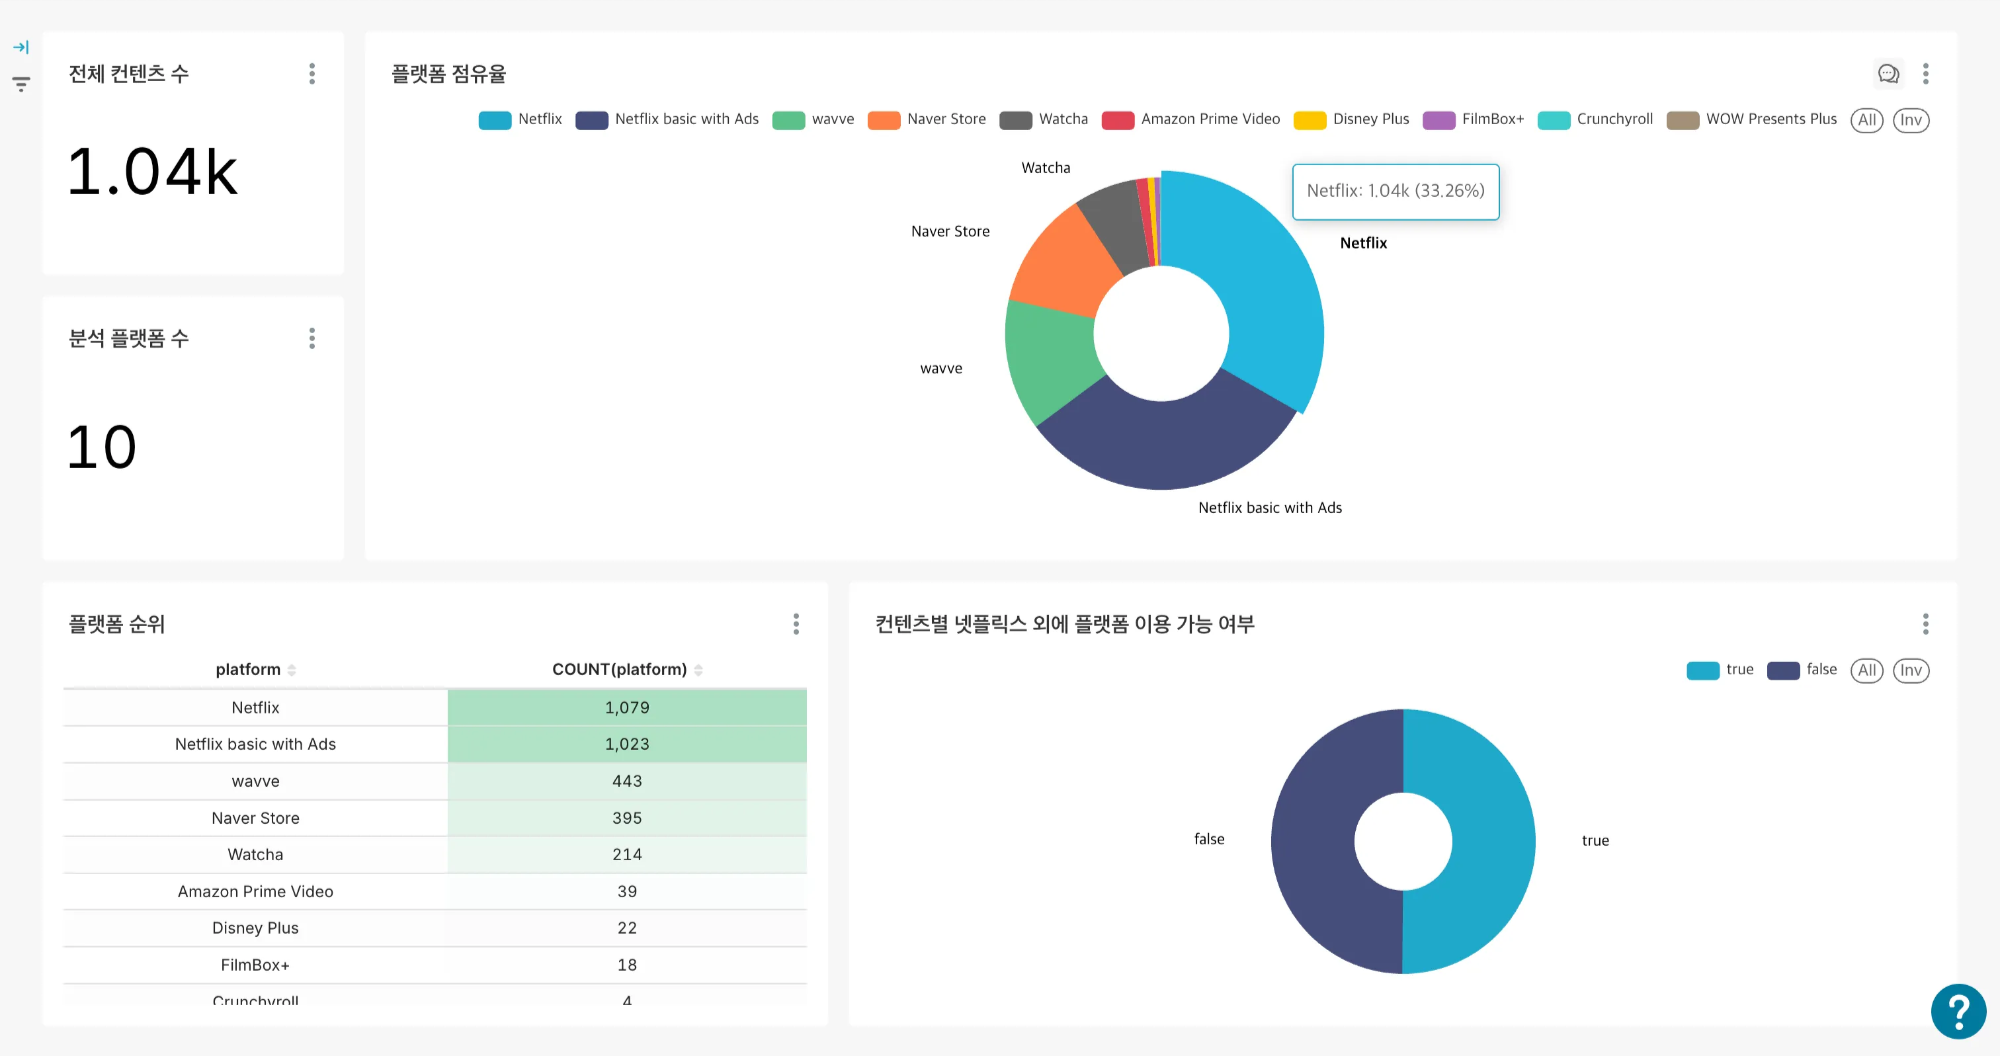 전체 컨텐츠 수
1.04k
분석 플랫폼 수
10
플랫폼 점유율
Netflix Netflix basic with Ads wavve Naver Store Watcha Amazon Prime Video Disney Plus FilmBox+ Crunchyroll WOW Presents Plus All Inv
Watcha
Netflix: 1.04k (33.26%)
Naver Store
Netflix
wavve
Netflix basic with Ads
플랫폼 순위
platform COUNT(platform)
Netflix 1,079
Netflix basic with Ads 1,023
wavve 443
Naver Store 395
Watcha 214
Amazon Prime Video 39
Disney Plus 22
FilmBox+ 18
Crunchyroll 4
컨텐츠별 넷플릭스 외에 플랫폼 이용 가능 여부
true false All Inv
false
true
?